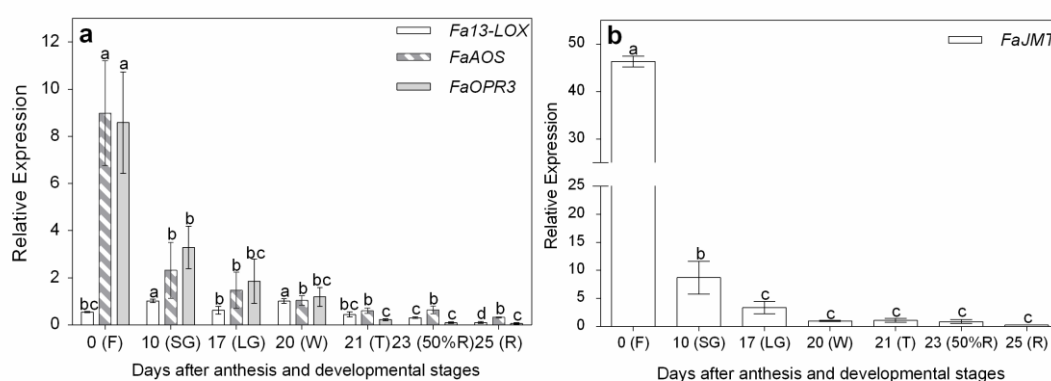 a
Fa13-LOX
FaAOS
FaOPR3
Relative Expression
12
10
8
6
4
2
0
a a
bc
b b
a
b b bc
a b bc
bc b c
c b c
d b c
0 (F) 10 (SG) 17 (LG) 20 (W) 21 (T) 23 (50%R) 25 (R)
Days after anthesis and developmental stages
b
FaJMT
Relative Expression
50
40
30
25
20
15
10
5
0
a
b
c
c
c
c
c
0 (F) 10 (SG) 17 (LG) 20 (W) 21 (T) 23 (50%R) 25 (R)
Days after anthesis and developmental stages